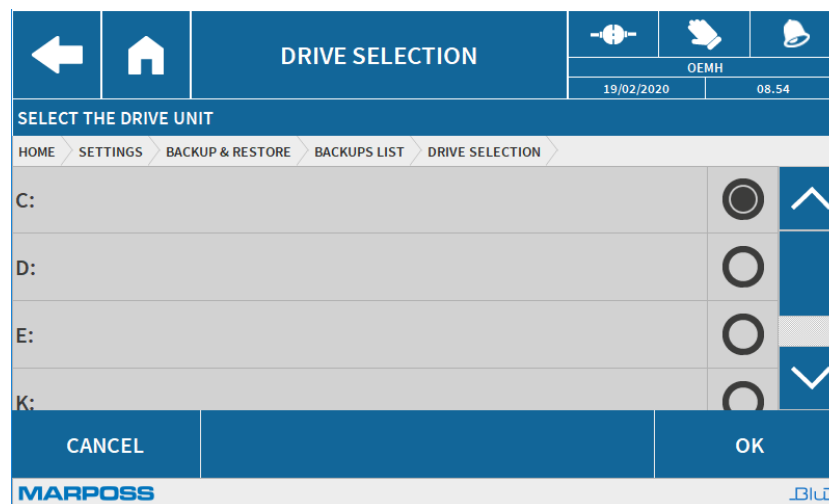 DRIVE SELECTION
OEMH
19/02/2020 08.54
SELECT THE DRIVE UNIT
HOME SETTINGS BACKUP & RESTORE BACKUPS LIST DRIVE SELECTION
C:
D:
E:
K:
CANCEL OK
MARPOSS